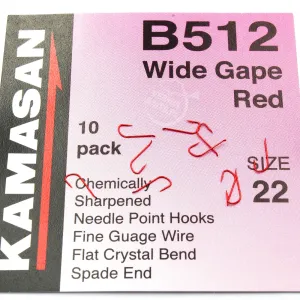 KAMASAN
B512
Wide Gape
Red
10
pack
SIZE
22
Chemically
Sharpened
Needle Point Hooks
Fine Guage Wire
Flat Crystal Bend
Spade End